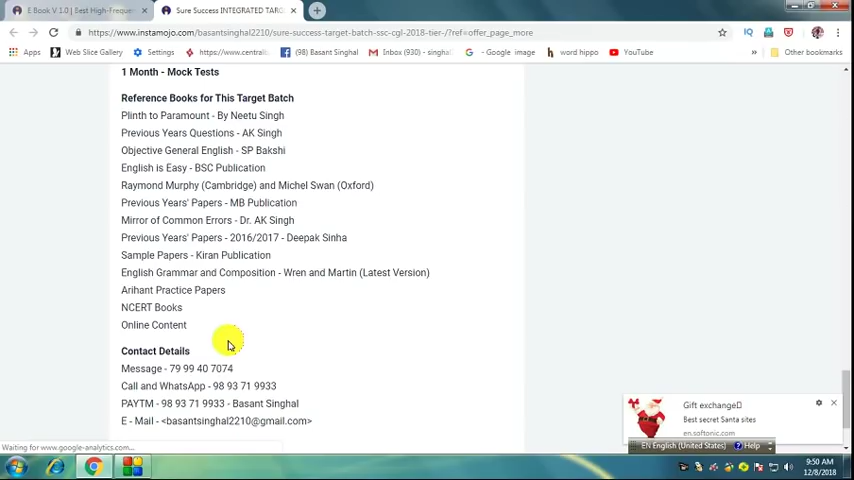 E Book V 1.0 | Best High-Freque
Sure Success INTEGRATED TAR
https://www.instamojo.com/basantsinghal2210/sure-success-target-batch-ssc-cgl-2018-tier-/?ref=offer_page_more
Apps
Web Slice Gallery
Settings
https://www.centrali
(98) Basant Singhal
Inbox (930) - singha
Google image
word hippo
YouTube
Other bookmarks
1 Month - Mock Tests
Reference Books for This Target Batch
Plinth to Paramount - By Neetu Singh
Previous Years Questions - AK Singh
Objective General English - SP Bakshi
English is Easy - BSC Publication
Raymond Murphy (Cambridge) and Michel Swan (Oxford)
Previous Years' Papers - MB Publication
Mirror of Common Errors - Dr. AK Singh
Previous Years' Papers - 2016/2017 - Deepak Sinha
Sample Papers - Kiran Publication
English Grammar and Composition - Wren and Martin (Latest Version)
Arihant Practice Papers
NCERT Books
Online Content
Contact Details
Message - 79 99 40 7074
Call and WhatsApp - 98 93 71 9933
PAYTM - 98 93 71 9933 - Basant Singhal
E - Mail - <basantsinghal2210@gmail.com>
Gift exchange
Best secret Santa sites
en.softonic.com
EN English (United States)
Help
Waiting for www.google-analytics.com...
9:50 AM
12/8/2018